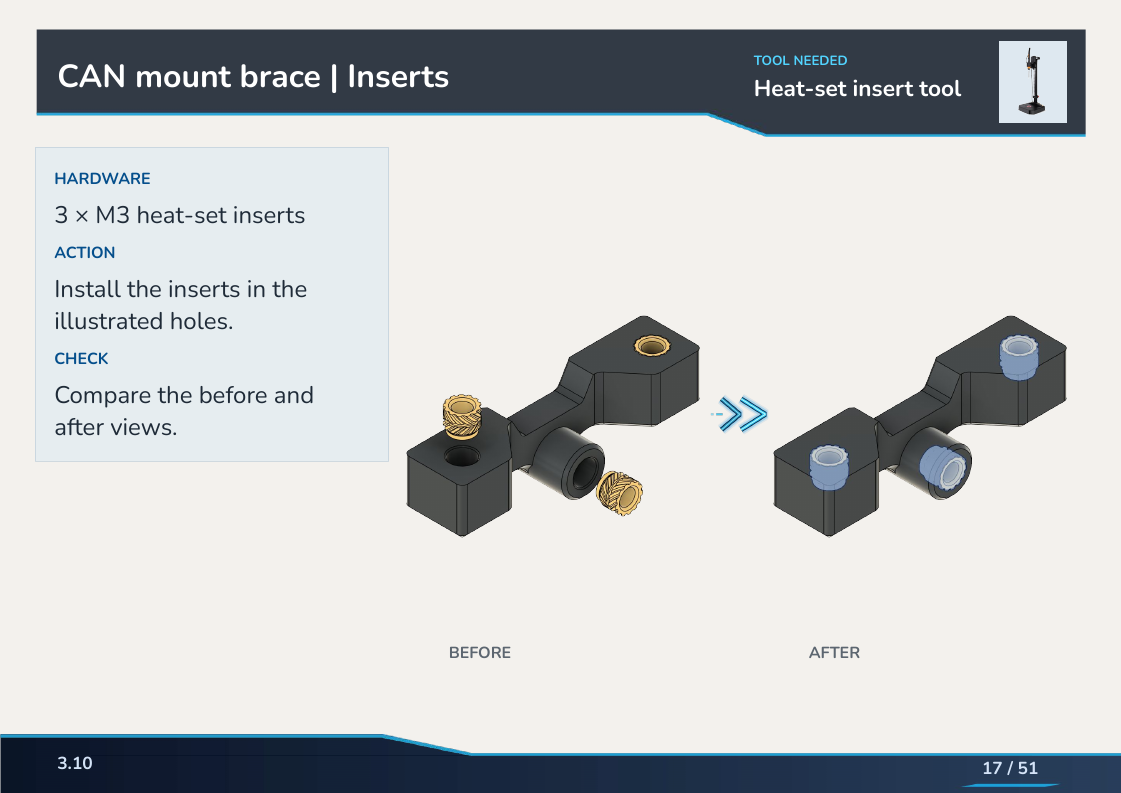 CAN mount brace | Inserts
TOOL NEEDED
Heat-set insert tool
HARDWARE
3 × M3 heat-set inserts
ACTION
Install the inserts in the
illustrated holes.
CHECK
Compare the before and
after views.
BEFORE
AFTER
3.10
17 / 51